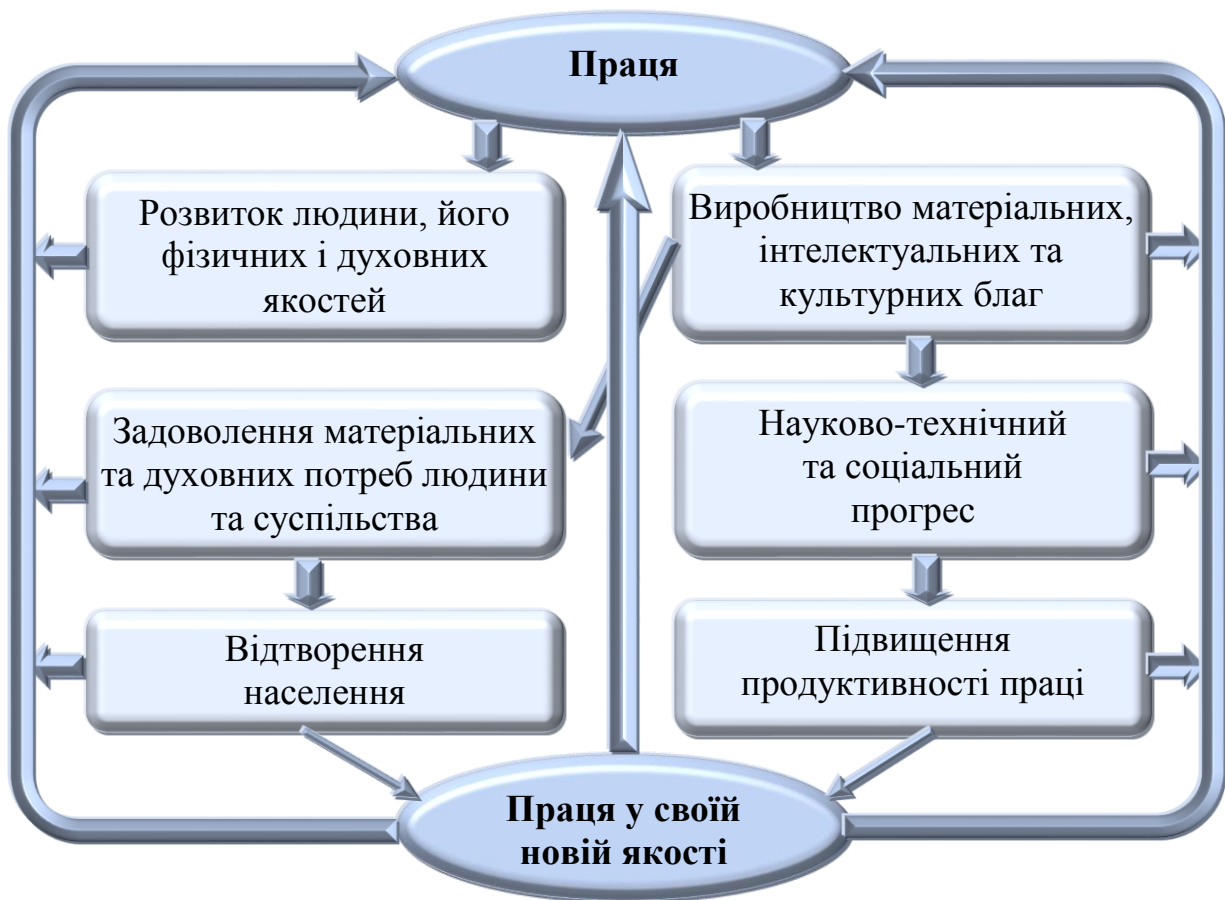 Праця
Розвиток людини, його
фізичних і духовних
якостей
Виробництво матеріальних,
інтелектуальних та
культурних благ
Задоволення матеріальних
та духовних потреб людини
та суспільства
Науково-технічний
та соціальний
прогрес
Відтворення
населення
Підвищення
продуктивності праці
Праця у своїй
новій якості